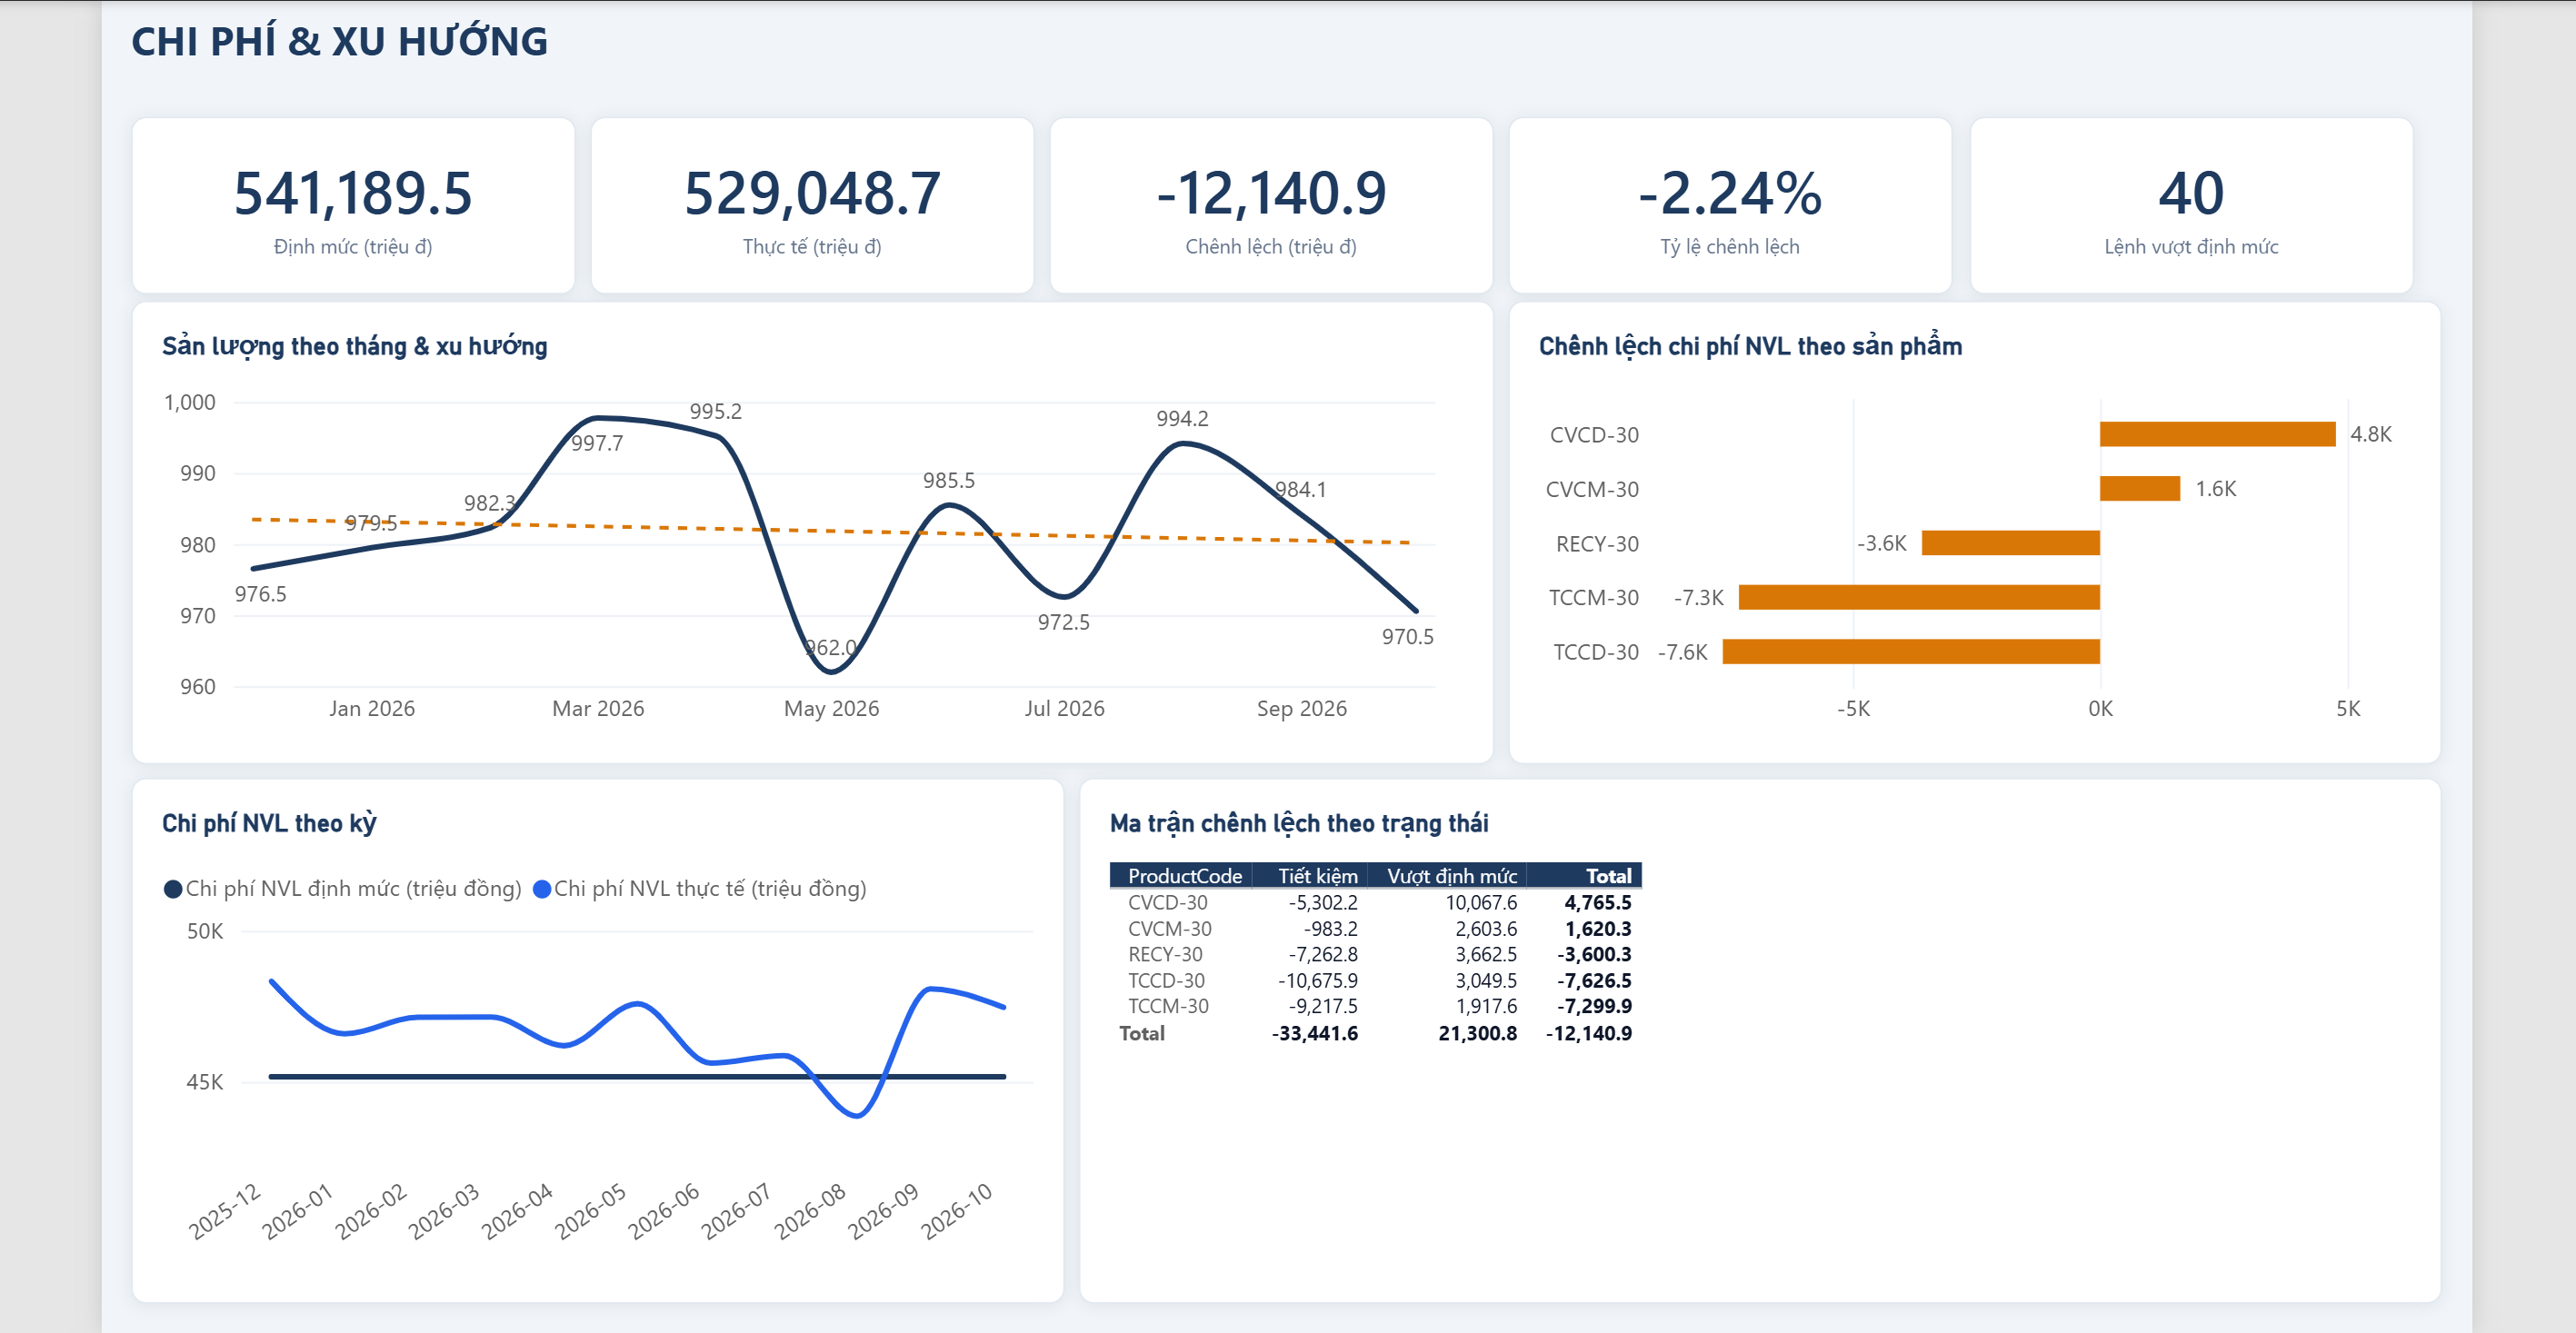 CHI PHÍ & XU HƯỚNG
541,189.5
Định mức (triệu đ)
529,048.7
Thực tế (triệu đ)
-12,140.9
Chênh lệch (triệu đ)
-2.24%
Tỷ lệ chênh lệch
40
Lệnh vượt định mức
Sản lượng theo tháng & xu hướng
1,000
990
980
970
960
976.5
979.5
982.3
997.7
995.2
962.0
985.5
972.5
994.2
984.1
970.5
Jan 2026
Mar 2026
May 2026
Jul 2026
Sep 2026
Chênh lệch chi phí NVL theo sản phẩm
CVCD-30 4.8K
CVCM-30 1.6K
RECY-30 -3.6K
TCCM-30 -7.3K
TCCD-30 -7.6K
-5K 0K 5K
Chi phí NVL theo kỳ
Chi phí NVL định mức (triệu đồng) Chi phí NVL thực tế (triệu đồng)
50K
45K
2025-12
2026-01
2026-02
2026-03
2026-04
2026-05
2026-06
2026-07
2026-08
2026-09
2026-10
Ma trận chênh lệch theo trạng thái
ProductCode Tiết kiệm Vượt định mức Total
CVCD-30 -5,302.2 10,067.6 4,765.5
CVCM-30 -983.2 2,603.6 1,620.3
RECY-30 -7,262.8 3,662.5 -3,600.3
TCCD-30 -10,675.9 3,049.5 -7,626.5
TCCM-30 -9,217.5 1,917.6 -7,299.9
Total -33,441.6 21,300.8 -12,140.9